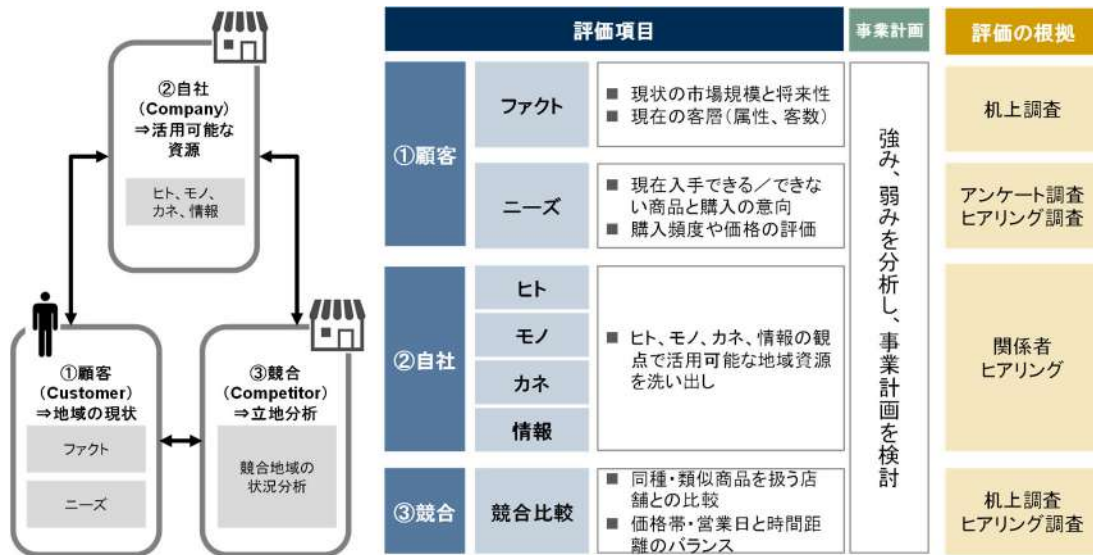 ②自社
(Company)
⇒活用可能な
資源
ヒト、モノ、
カネ、情報
①顧客
(Customer)
⇒地域の現状
ファクト
ニーズ
③競合
(Competitor)
⇒立地分析
競合地域の
状況分析
評価項目
事業計画
評価の根拠
①顧客
ファクト
■ 現状の市場規模と将来性
■ 現在の客層(属性、客数)
机上調査
ニーズ
■ 現在入手できる/できな
い商品と購入の意向
■ 購入頻度や価格の評価
アンケート調査
ヒアリング調査
②自社
ヒト
モノ
カネ
情報
■ ヒト、モノ、カネ、情報の観
点で活用可能な地域資源
を洗い出し
関係者
ヒアリング
③競合
競合比較
■ 同種・類似商品を扱う店
舗との比較
■ 価格帯・営業日と時間距
離のバランス
机上調査
ヒアリング調査
強み、弱みを分析し、事業計画を検討